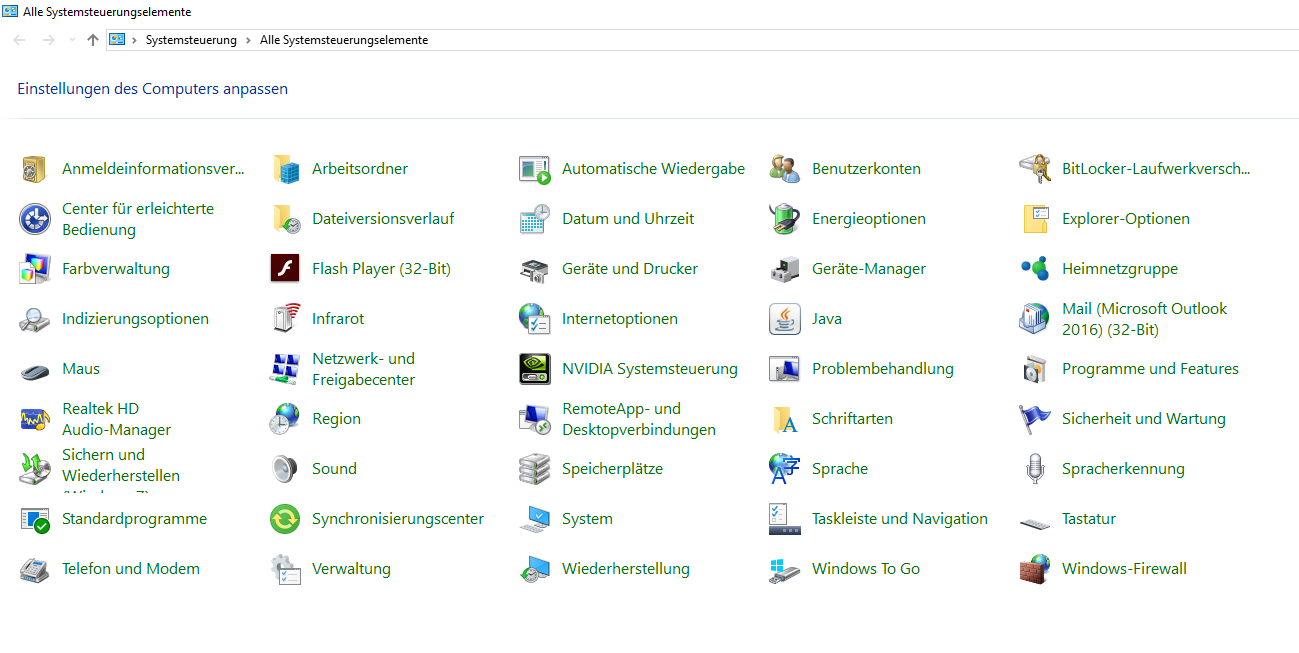 Alle Systemsteuerungselemente
Systemsteuerung > Alle Systemsteuerungselemente
Einstellungen des Computers anpassen
Anmeldeinformationsver...
Arbeitsordner
Automatische Wiedergabe
Benutzerkonten
BitLocker-Laufwerkversch...
Center für erleichterte
Bedienung
Dateiversionsverlauf
Datum und Uhrzeit
Energieoptionen
Explorer-Optionen
Farbverwaltung
Flash Player (32-Bit)
Geräte und Drucker
Geräte-Manager
Heimnetzgruppe
Indizierungsoptionen
Infrarot
Internetoptionen
Java
Mail (Microsoft Outlook
2016) (32-Bit)
Maus
Netzwerk- und
Freigabecenter
NVIDIA Systemsteuerung
Problembehandlung
Programme und Features
Realtek HD
Audio-Manager
Region
RemoteApp- und
Desktopverbindungen
Schriftarten
Sicherheit und Wartung
Sichern und
Wiederherstellen
Sound
Speicherplätze
Sprache
Spracherkennung
Standardprogramme
Synchronisierungscenter
System
Taskleiste und Navigation
Tastatur
Telefon und Modem
Verwaltung
Wiederherstellung
Windows To Go
Windows-Firewall